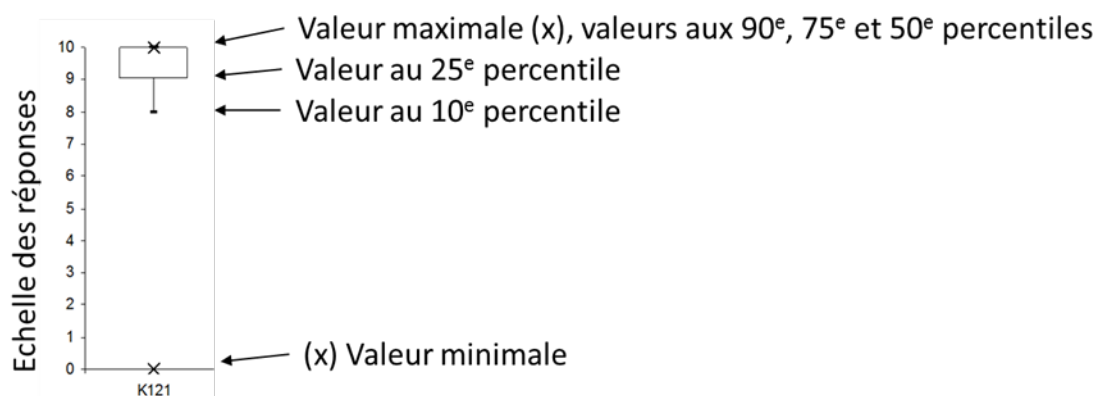 Valeur maximale (x), valeurs aux 90e, 75e et 50e percentiles
Valeur au 25e percentile
Valeur au 10e percentile
(x) Valeur minimale
Echelle des réponses
10
9
8
7
6
5
4
3
2
1
0
K121